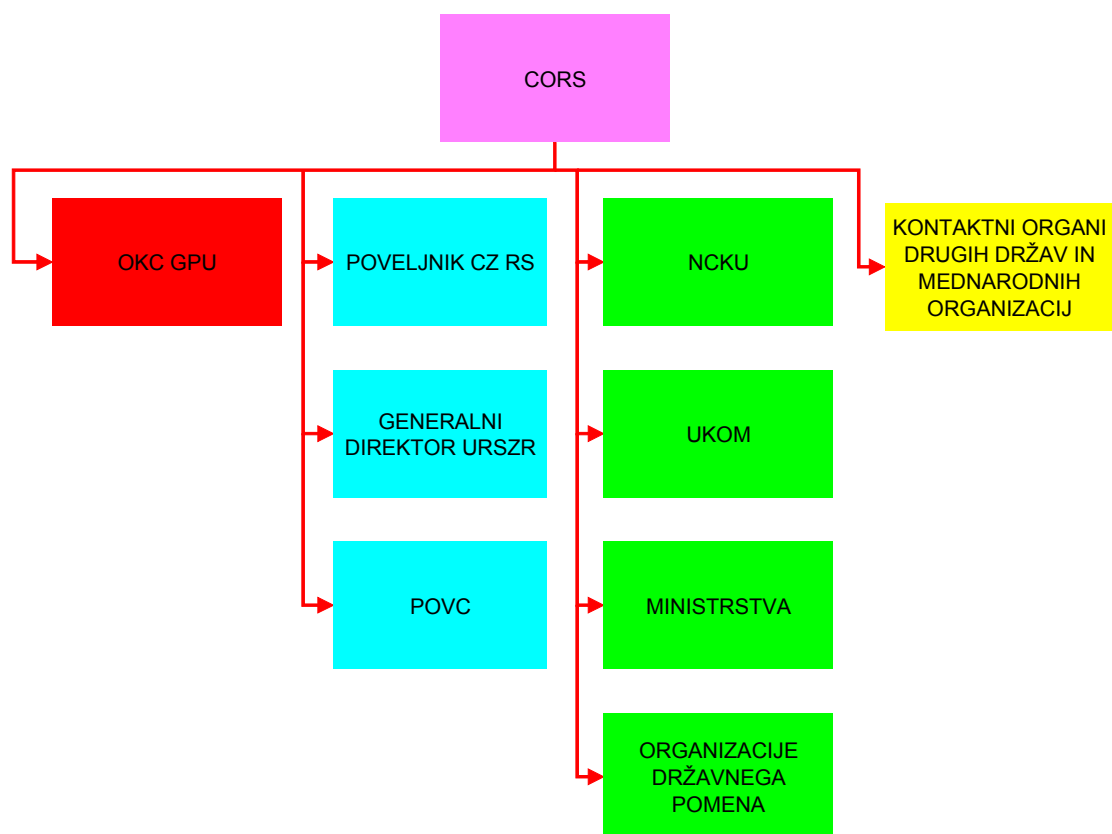 CORS
OKC GPU
POVELJNIK CZ RS
NCKU
KONTAKTNI ORGANI
DRUGIH DRŽAV IN
MEDNARODNIH
ORGANIZACIJ
GENERALNI
DIREKTOR URSZR
UKOM
POVC
MINISTRSTVA
ORGANIZACIJE
DRŽAVNEGA
POMENA